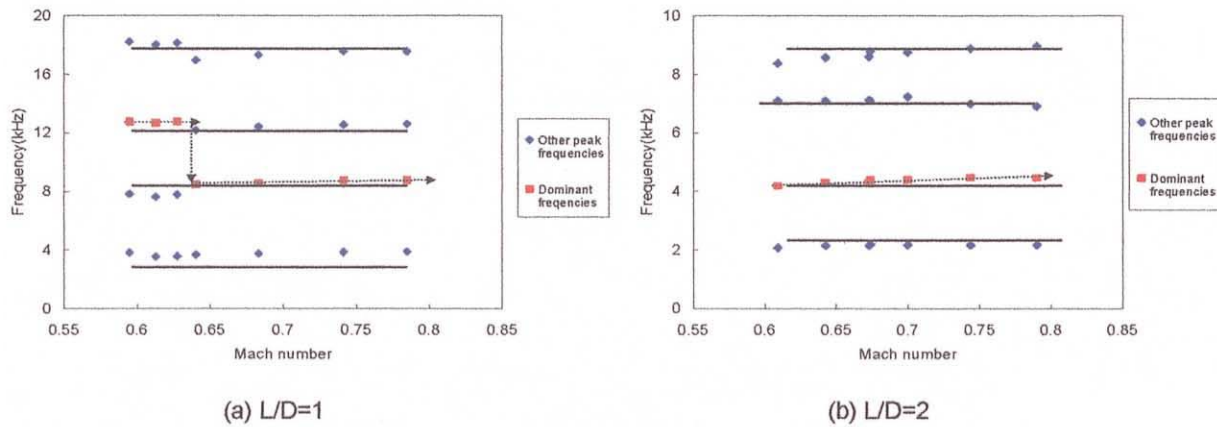 20
16
12
8
4
0
Frequency(kHz)
0.55 0.6 0.65 0.7 0.75 0.8 0.85
Mach number
Other peak
frequencies
Dominant
freqencies
(a) L/D=1
10
8
6
4
2
0
Frequency(kHz)
0.55 0.6 0.65 0.7 0.75 0.8 0.85
Mach number
Other peak
frequencies
Dominant
frequencies
(b) L/D=2